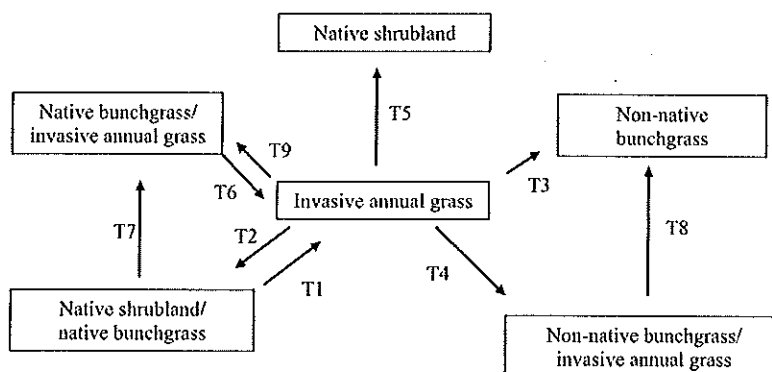 Native shrubland
Native bunchgrass/
invasive annual grass
Non-native
bunchgrass
T5
T9
T6
T3
Invasive annual grass
T7
T2
T8
T4
T1
Native shrubland/
native bunchgrass
Non-native bunchgrass/
invasive annual grass